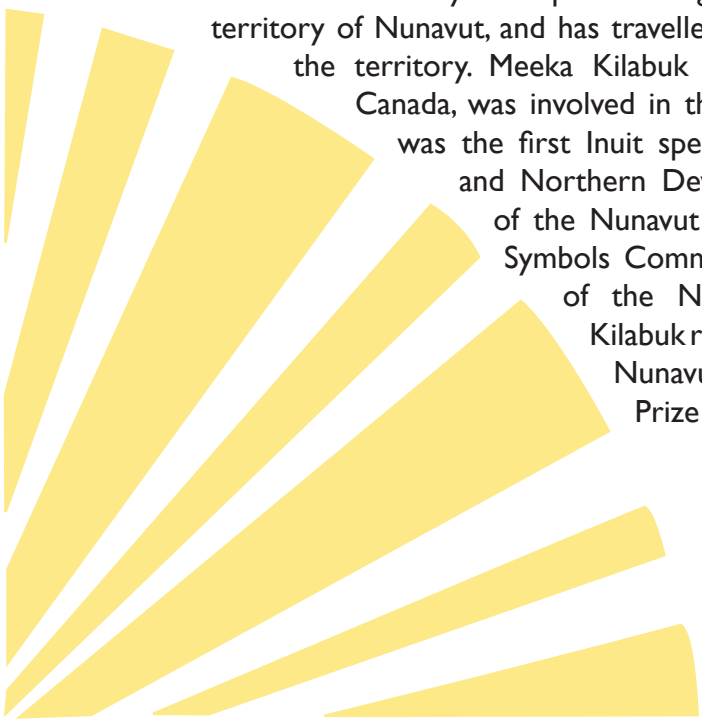 territory of Nunavut, and has travelle
the territory. Meeka Kilabuk
Canada, was involved in th
was the first Inuit spe
and Northern De
of the Nunavut
Symbols Comm
of the N
Kilabuk r
Nunavu
Prize